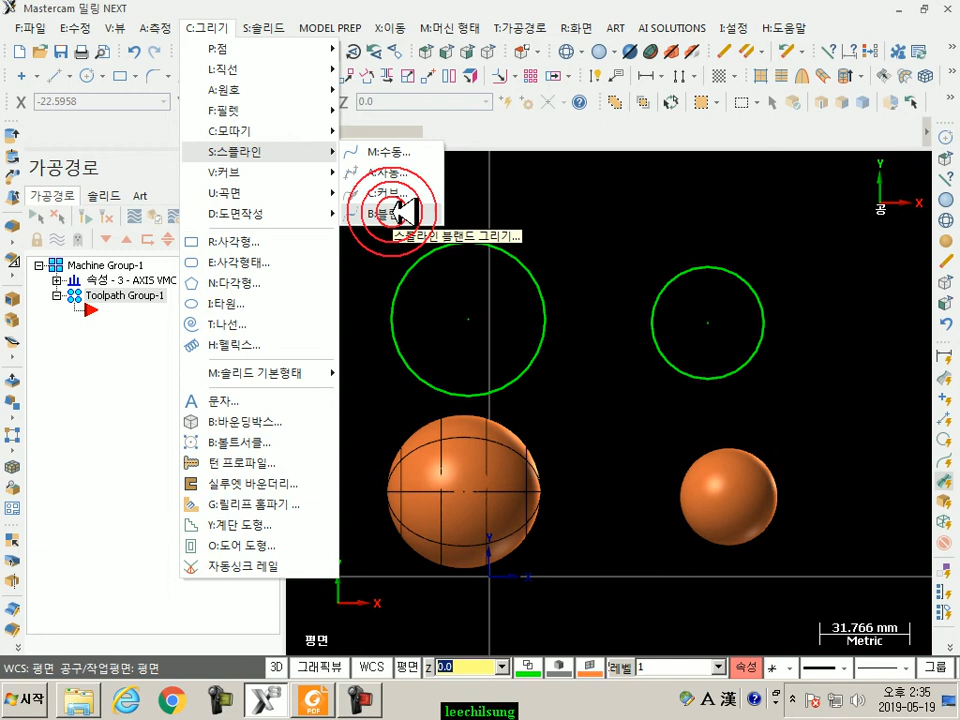 Mastercam 밀링 NEXT
F:파일 E:수정 V:뷰 A:측정 C:그리기 S:솔리드 MODEL PREP X:이동 M:머신 형태 T:가공경로 R:화면 ART AI SOLUTIONS I:설정 H:도움말
X -22.5958 Z 0.0
P:점
L:직선
A:원호
F:필렛
C:모따기
S:스플라인
V:커브
U:곡면
D:도면작성
R:사각형...
E:사각형태...
N:다각형...
I:타원...
T:나선...
H:헬릭스...
M:솔리드 기본형태
문자...
B:바운딩박스...
B:볼트서클...
턴 프로파일...
실루엣 바운더리...
G:릴리프 홈파기 ...
Y:계단 도형...
O:도어 도형...
자동싱크 레일
M:수동...
A:자동...
C:커브...
스플라인 블랜드 그리기...
가공경로
가공경로 솔리드 Art
Machine Group-1
속성 - 3 - AXIS VMC
Toolpath Group-1
Y
X
공
Y
X
X
평면
31.766 mm
Metric
WCS: 평면 공구/작업평면: 평면
3D 그래픽뷰 WCS 평면 Z 0.0 레벨 1 속성 그룹
시작
PDF
A 漢
오후 2:35
2019-05-19
leechilsung